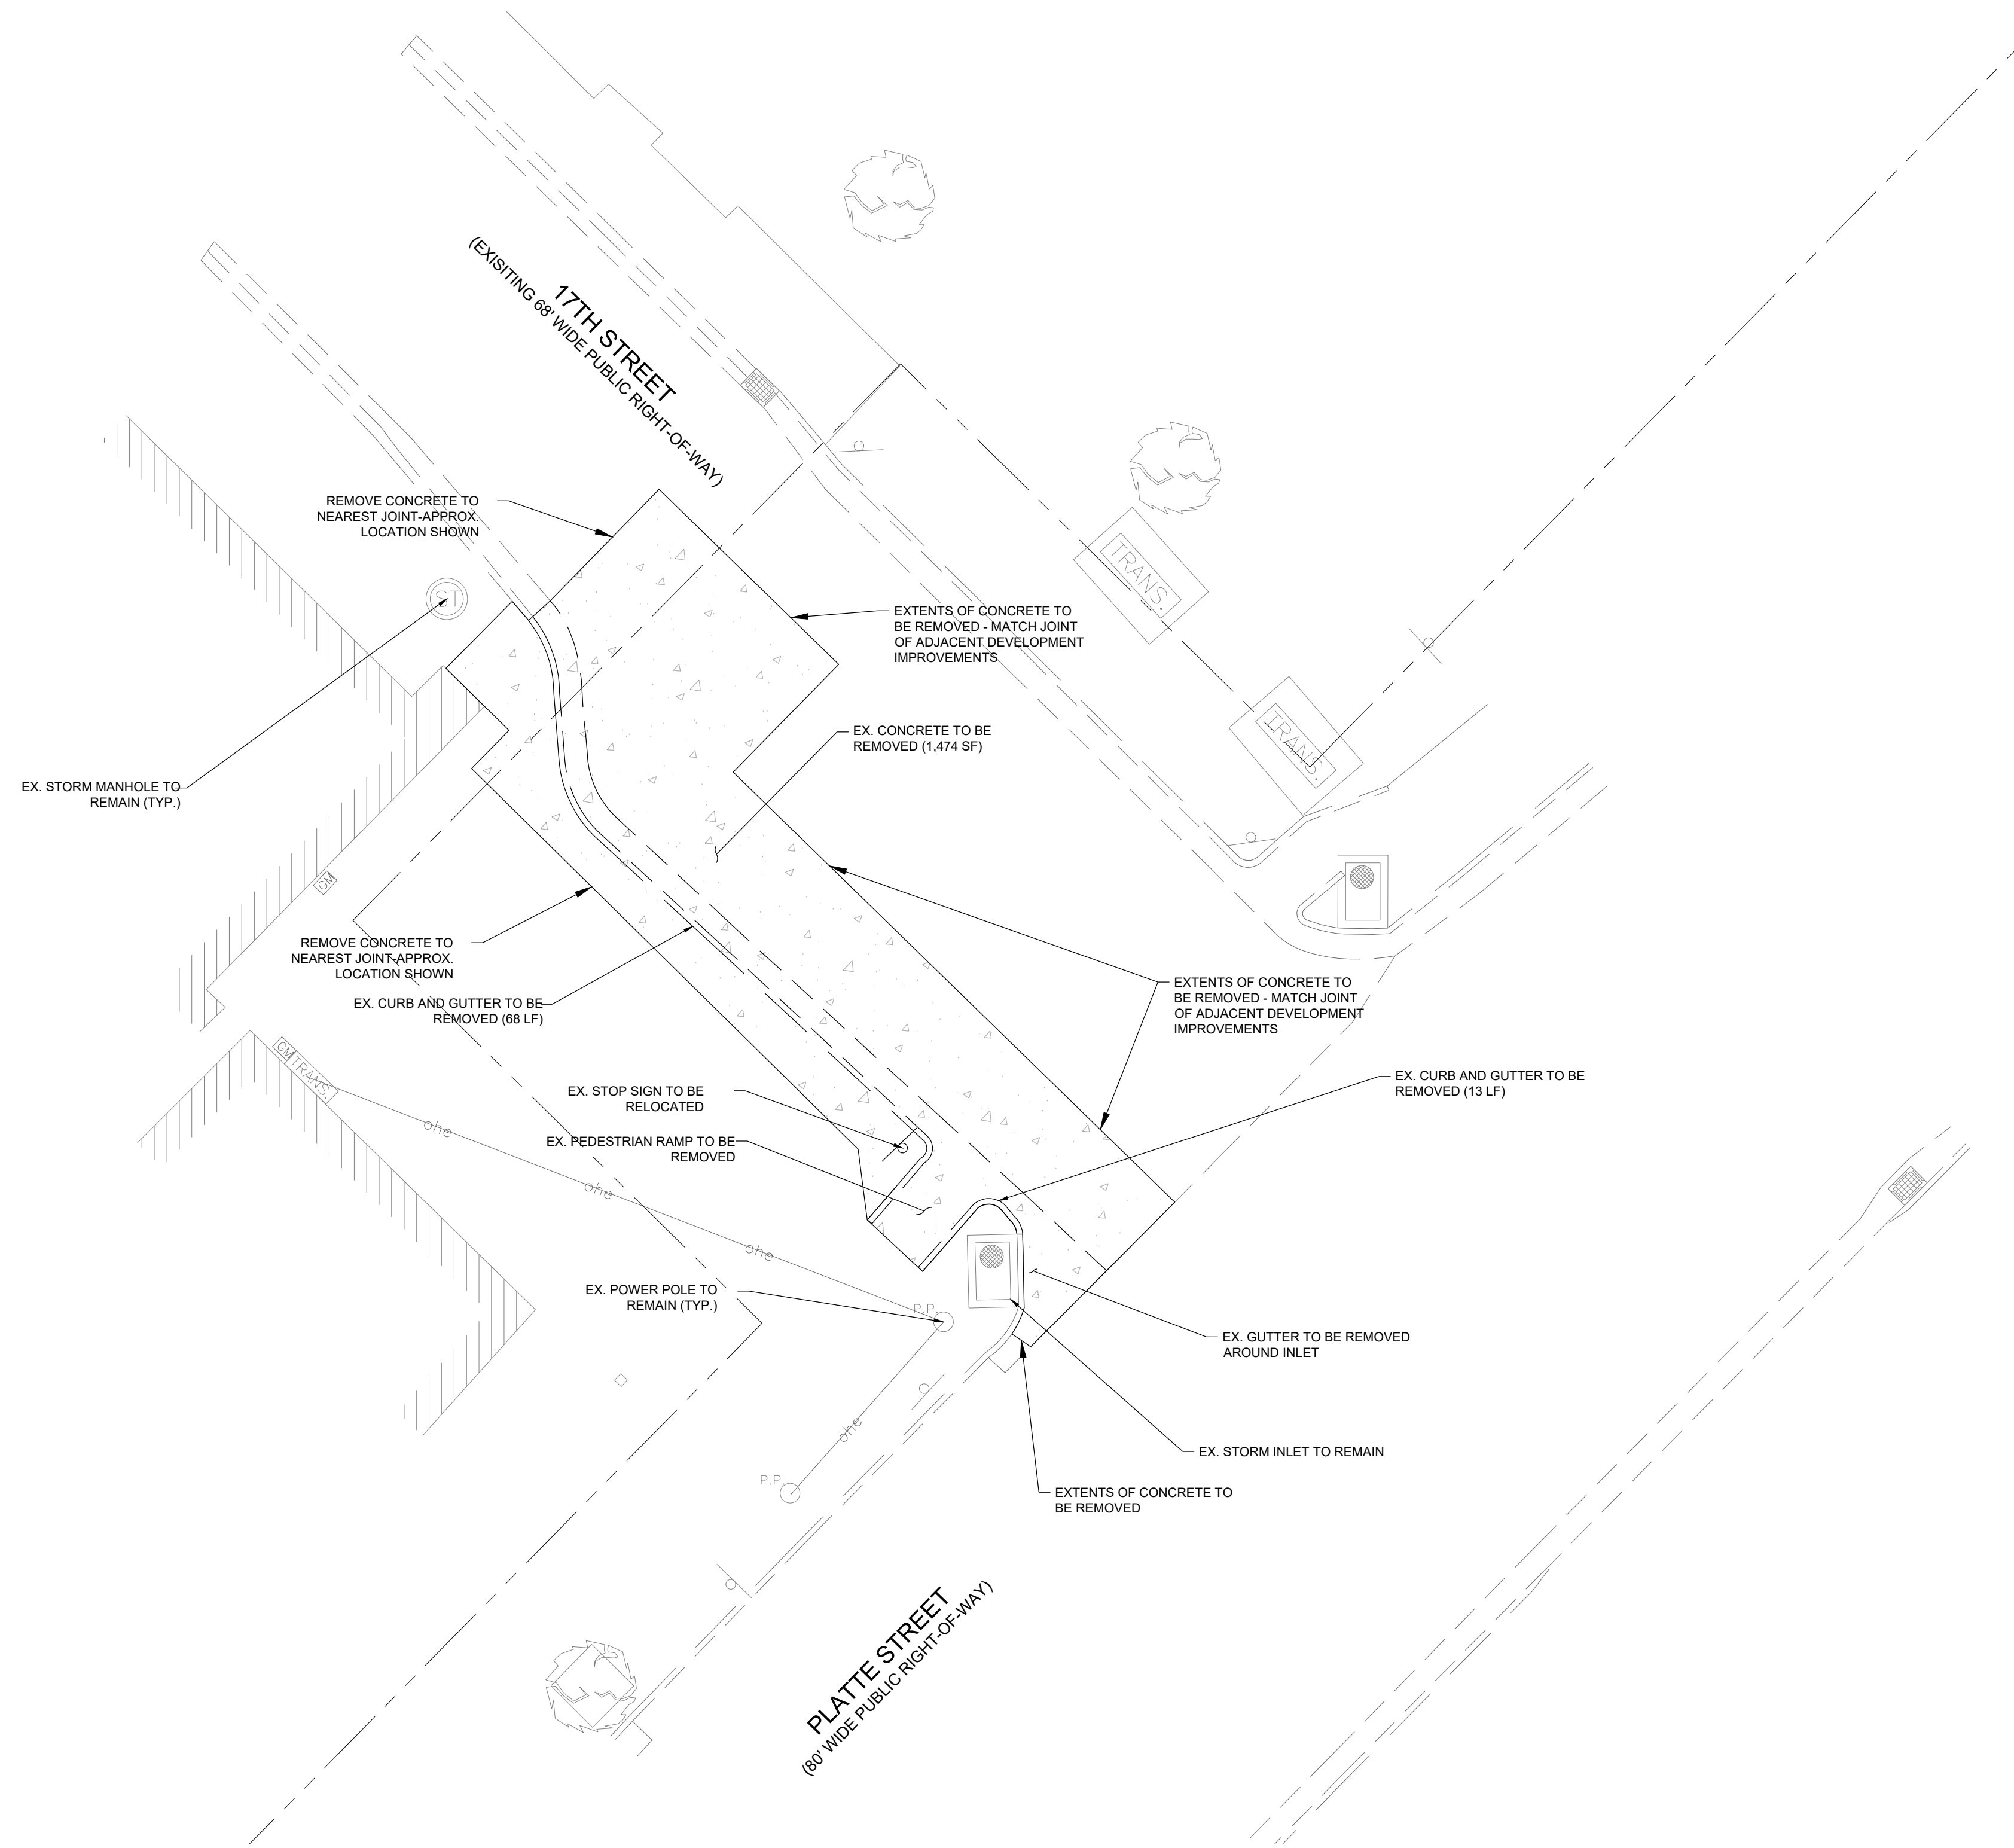 17TH STREET
(EXISITING 68' WIDE PUBLIC RIGHT-OF-WAY)
REMOVE CONCRETE TO
NEAREST JOINT-APPROX.
LOCATION SHOWN
ST
TRANS.
EXTENTS OF CONCRETE TO
BE REMOVED - MATCH JOINT
OF ADJACENT DEVELOPMENT
IMPROVEMENTS
TRANS.
EX. CONCRETE TO BE
REMOVED (1,474 SF)
EX. STORM MANHOLE TO
REMAIN (TYP.)
GM
REMOVE CONCRETE TO
NEAREST JOINT-APPROX.
LOCATION SHOWN
EX. CURB AND GUTTER TO BE
REMOVED (68 LF)
EXTENTS OF CONCRETE TO
BE REMOVED - MATCH JOINT
OF ADJACENT DEVELOPMENT
IMPROVEMENTS
GM
TRANS.
EX. CURB AND GUTTER TO BE
REMOVED (13 LF)
EX. STOP SIGN TO BE
RELOCATED
ohe
EX. PEDESTRIAN RAMP TO BE
REMOVED
ohe
ohe
EX. POWER POLE TO
REMAIN (TYP.)
P.P.
EX. GUTTER TO BE REMOVED
AROUND INLET
ohe
EX. STORM INLET TO REMAIN
P.P.
EXTENTS OF CONCRETE TO
BE REMOVED
PLATTE STREET
(80' WIDE PUBLIC RIGHT-OF-WAY)